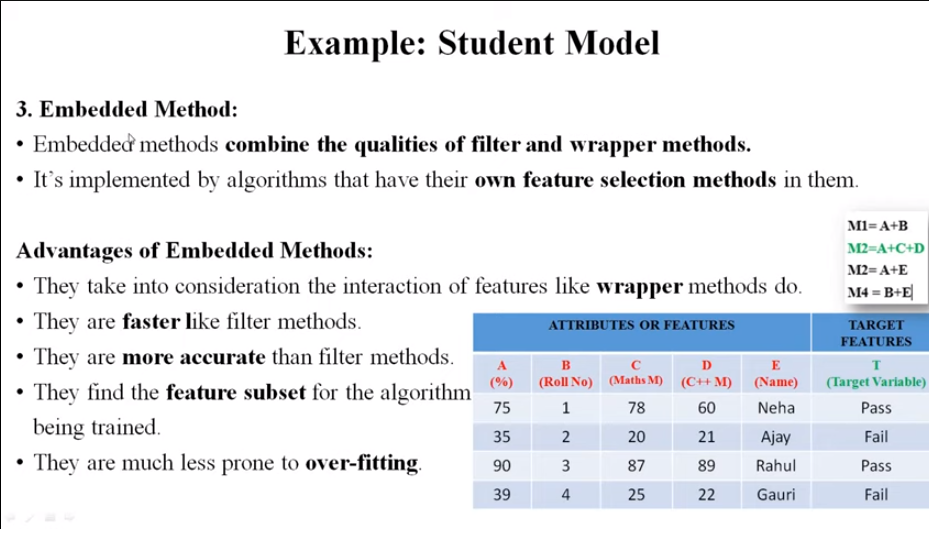 Example: Student Model
3. Embedded Method:
• Embedded methods combine the qualities of filter and wrapper methods.
• It's implemented by algorithms that have their own feature selection methods in them.
Advantages of Embedded Methods:
• They take into consideration the interaction of features like wrapper methods do.
• They are faster like filter methods.
• They are more accurate than filter methods.
• They find the feature subset for the algorithm
being trained.
• They are much less prone to over-fitting.
M1= A+B
M2=A+C+D
M2= A+E
M4 = B+E
ATTRIBUTES OR FEATURES TARGET
FEATURES
A B C D E T
(%) (Roll No) (Maths M) (C++ M) (Name) (Target Variable)
75 1 78 60 Neha Pass
35 2 20 21 Ajay Fail
90 3 87 89 Rahul Pass
39 4 25 22 Gauri Fail